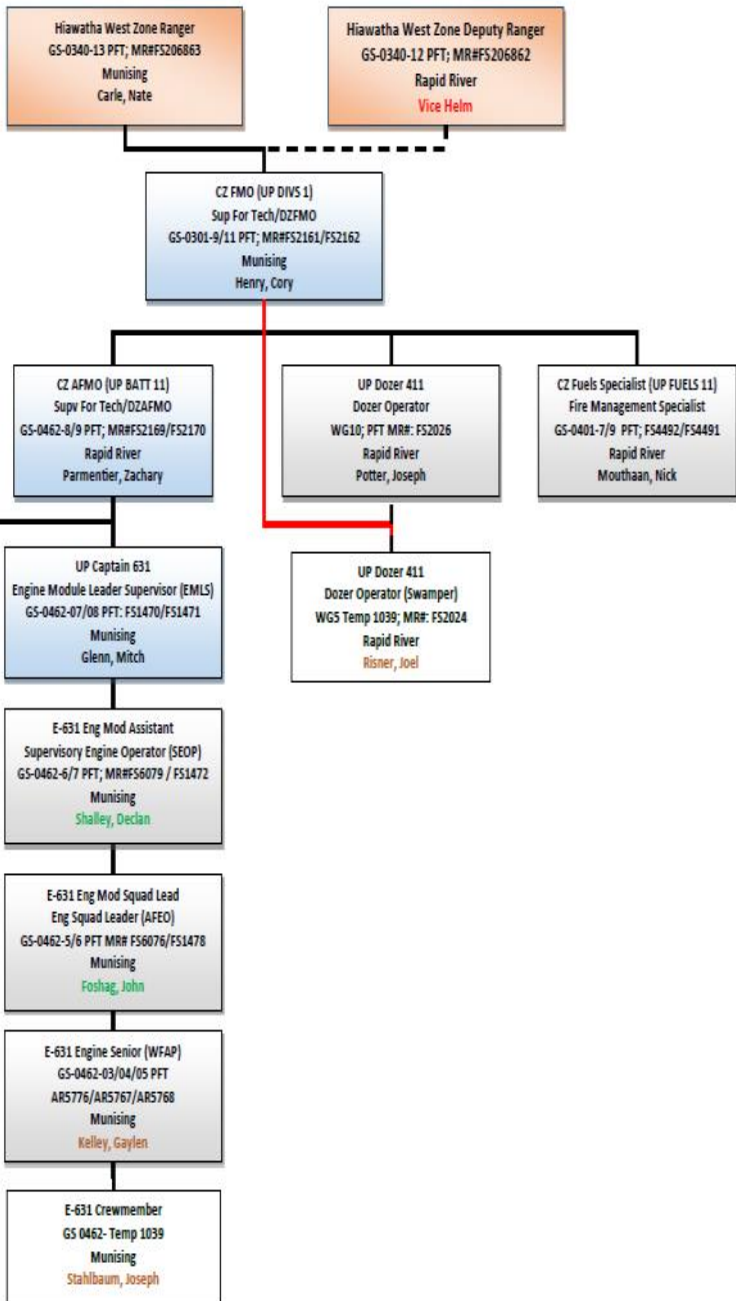 Hiawatha West Zone Ranger
GS-0340-13 PFT; MR#FS206863
Munising
Carle, Nate
Hiawatha West Zone Deputy Ranger
GS-0340-12 PFT; MR#FS206862
Rapid River
Vice Helm
CZ FMO (UP DIVS 1)
Sup For Tech/DZFMO
GS-0301-9/11 PFT; MR#FS2161/FS2162
Munising
Henry, Cory
CZ AFMO (UP BATT 11)
Supv For Tech/DZAFMO
GS-0462-8/9 PFT; MR#FS2169/FS2170
Rapid River
Parmentier, Zachary
UP Dozer 411
Dozer Operator
WG10; PFT MR#: FS2026
Rapid River
Potter, Joseph
CZ Fuels Specialist (UP FUELS 11)
Fire Management Specialist
GS-0401-7/9 PFT; FS4492/FS4491
Rapid River
Mouthaan, Nick
UP Captain 631
Engine Module Leader Supervisor (EMLS)
GS-0462-07/08 PFT: FS1470/FS1471
Munising
Glenn, Mitch
UP Dozer 411
Dozer Operator (Swamper)
WG5 Temp 1039; MR#: FS2024
Rapid River
Risner, Joel
E-631 Eng Mod Assistant
Supervisory Engine Operator (SEOP)
GS-0462-6/7 PFT; MR#FS6079 / FS1472
Munising
Shalley, Declan
E-631 Eng Mod Squad Lead
Eng Squad Leader (AFEO)
GS-0462-5/6 PFT MR# FS6076/FS1478
Munising
Foshag, John
E-631 Engine Senior (WFAP)
GS-0462-03/04/05 PFT
AR5776/AR5767/AR5768
Munising
Kelley, Gaylen
E-631 Crewmember
GS 0462- Temp 1039
Munising
Stahlbaum, Joseph